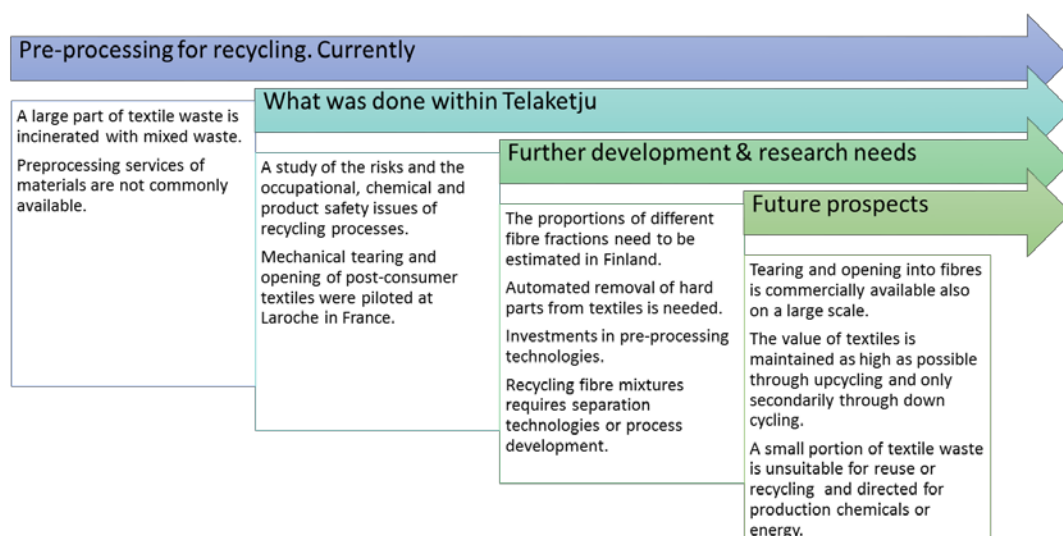 Pre-processing for recycling. Currently
A large part of textile waste is
incinerated with mixed waste.
Preprocessing services of
materials are not commonly
available.
What was done within Telaketju
A study of the risks and the
occupational, chemical and
product safety issues of
recycling processes.
Mechanical tearing and
opening of post-consumer
textiles were piloted at
Laroche in France.
Further development & research needs
The proportions of different
fibre fractions need to be
estimated in Finland.
Automated removal of hard
parts from textiles is needed.
Investments in pre-processing
technologies.
Recycling fibre mixtures
requires separation
technologies or process
development.
Future prospects
Tearing and opening into fibres
is commercially available also
on a large scale.
The value of textiles is
maintained as high as possible
through upcycling and only
secondarily through down
cycling.
A small portion of textile waste
is unsuitable for reuse or
recycling and directed for
production chemicals or
energy.